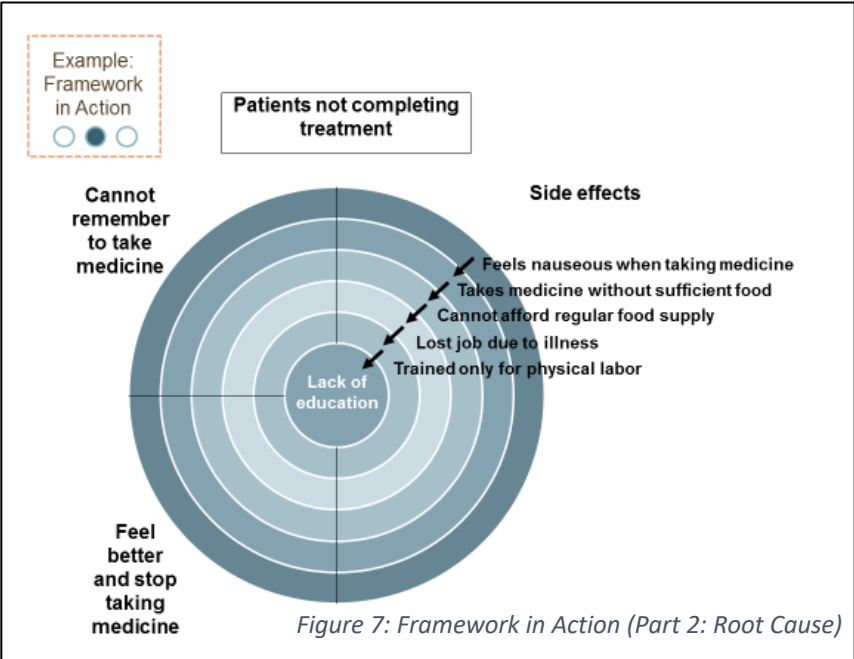 Example:
Framework
in Action
Patients not completing
treatment
Cannot
remember
to take
medicine
Side effects
Feels nauseous when taking medicine
Takes medicine without sufficient food
Cannot afford regular food supply
Lost job due to illness
Trained only for physical labor
Lack of
education
Feel
better
and stop
taking
medicine
Figure 7: Framework in Action (Part 2: Root Cause)